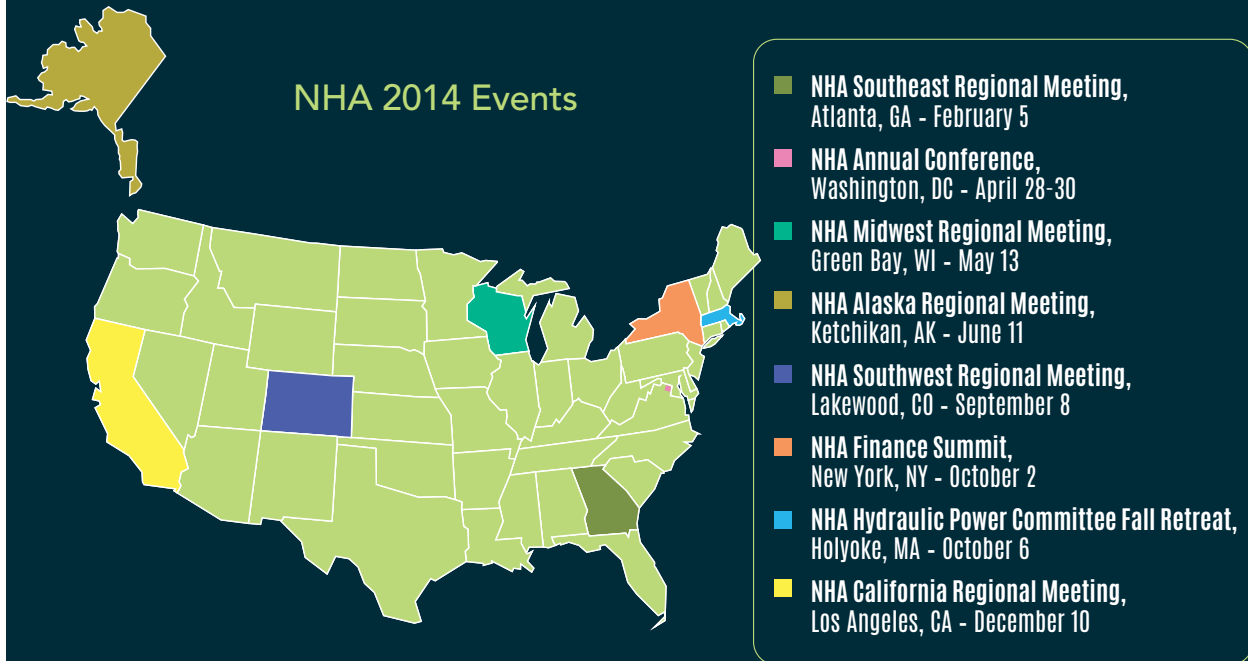 NHA 2014 Events
NHA Southeast Regional Meeting,
Atlanta, GA – February 5
NHA Annual Conference,
Washington, DC – April 28-30
NHA Midwest Regional Meeting,
Green Bay, WI – May 13
NHA Alaska Regional Meeting,
Ketchikan, AK – June 11
NHA Southwest Regional Meeting,
Lakewood, CO – September 8
NHA Finance Summit,
New York, NY – October 2
NHA Hydraulic Power Committee Fall Retreat,
Holyoke, MA – October 6
NHA California Regional Meeting,
Los Angeles, CA – December 10